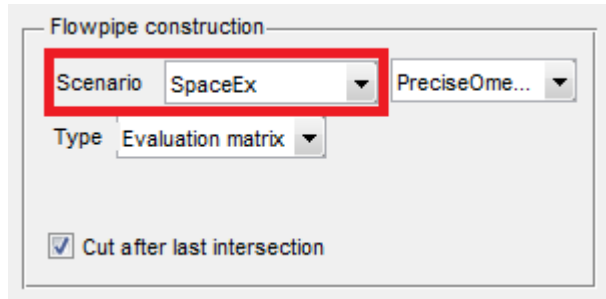 Flowpipe construction
Scenario SpaceEx PreciseOme...
Type Evaluation matrix
Cut after last intersection